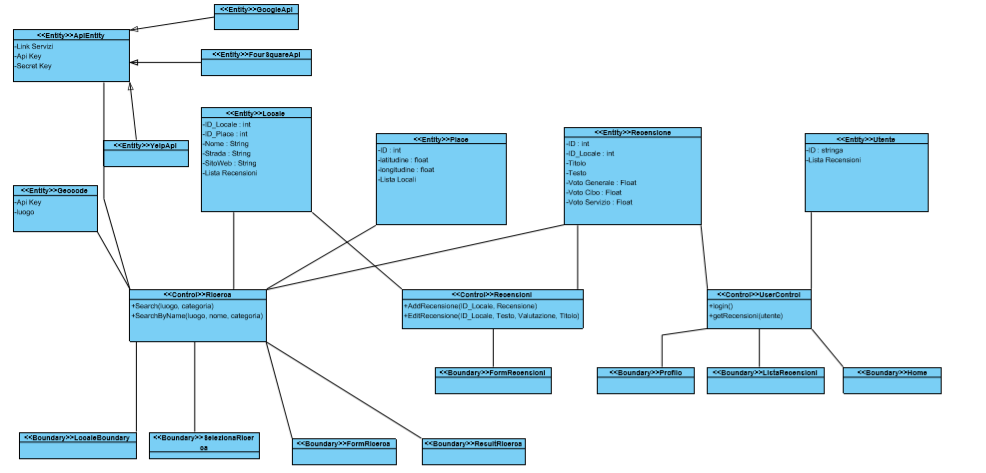 <<Entity>>GoogleApi
<<Entity>>ApiEntity
-Link Servizi
-Api Key
-Secret Key
<<Entity>>FourSquareApi
<<Entity>>YelpApi
<<Entity>>Locale
-ID_Locale : int
-ID_Place : int
-Nome : String
-Strada : String
-SitoWeb : String
-Lista Recensioni
<<Entity>>Place
-ID : int
-latitudine : float
-longitudine : float
-Lista Locali
<<Entity>>Recensione
-ID : int
-ID_Locale : int
-Titolo
-Testo
-Voto Generale : Float
-Voto Cibo : Float
-Voto Servizio : Float
<<Entity>>Utente
-ID : stringa
-Lista Recensioni
<<Entity>>Geocode
-Api Key
-luogo
<<Control>>Ricerca
+Search(luogo, categoria)
+SearchByName(luogo, nome, categoria)
<<Control>>Recensioni
+AddRecensione(ID_Locale, Recensione)
+EditRecensione(ID_Locale, Testo, Valutazione, Titolo)
<<Control>>UserControl
+login()
+getRecensioni(utente)
<<Boundary>>FormRecensioni
<<Boundary>>Profilo
<<Boundary>>ListaRecensioni
<<Boundary>>Home
<<Boundary>>LocaleBoundary
<<Boundary>>SelezionaRicer
ca
<<Boundary>>FormRicerca
<<Boundary>>ResultRicerca